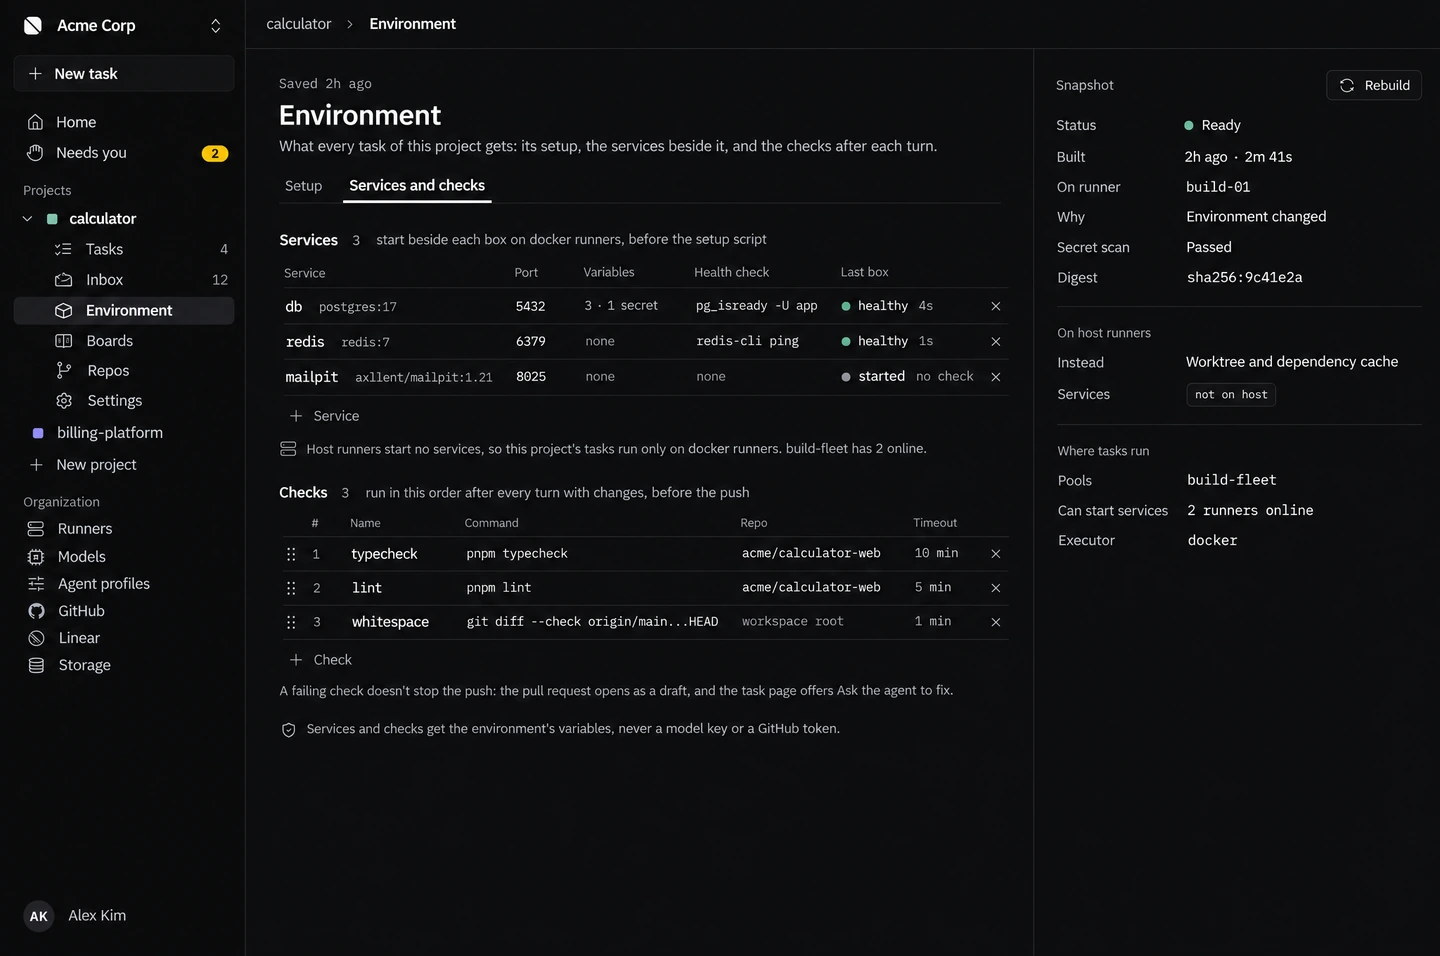 Acme Corp
New task
Home
Needs you 2
Projects
calculator
Tasks 4
Inbox 12
Environment
Boards
Repos
Settings
billing-platform
New project
Organization
Runners
Models
Agent profiles
GitHub
Linear
Storage
AK Alex Kim
calculator > Environment
Saved 2h ago
Environment
What every task of this project gets: its setup, the services beside it, and the checks after each turn.
Setup Services and checks
Services 3 start beside each box on docker runners, before the setup script
Service Port Variables Health check Last box
db postgres:17 5432 3 · 1 secret pg_isready -U app healthy 4s
redis redis:7 6379 none redis-cli ping healthy 1s
mailpit axllent/mailpit:1.21 8025 none none started no check
Service
Host runners start no services, so this project's tasks run only on docker runners. build-fleet has 2 online.
Checks 3 run in this order after every turn with changes, before the push
# Name Command Repo Timeout
1 typecheck pnpm typecheck acme/calculator-web 10 min
2 lint pnpm lint acme/calculator-web 5 min
3 whitespace git diff --check origin/main...HEAD workspace root 1 min
Check
A failing check doesn't stop the push: the pull request opens as a draft, and the task page offers Ask the agent to fix.
Services and checks get the environment's variables, never a model key or a GitHub token.
Snapshot Rebuild
Status Ready
Built 2h ago · 2m 41s
On runner build-01
Why Environment changed
Secret scan Passed
Digest sha256:9c41e2a
On host runners
Instead Worktree and dependency cache
Services not on host
Where tasks run
Pools build-fleet
Can start services 2 runners online
Executor docker